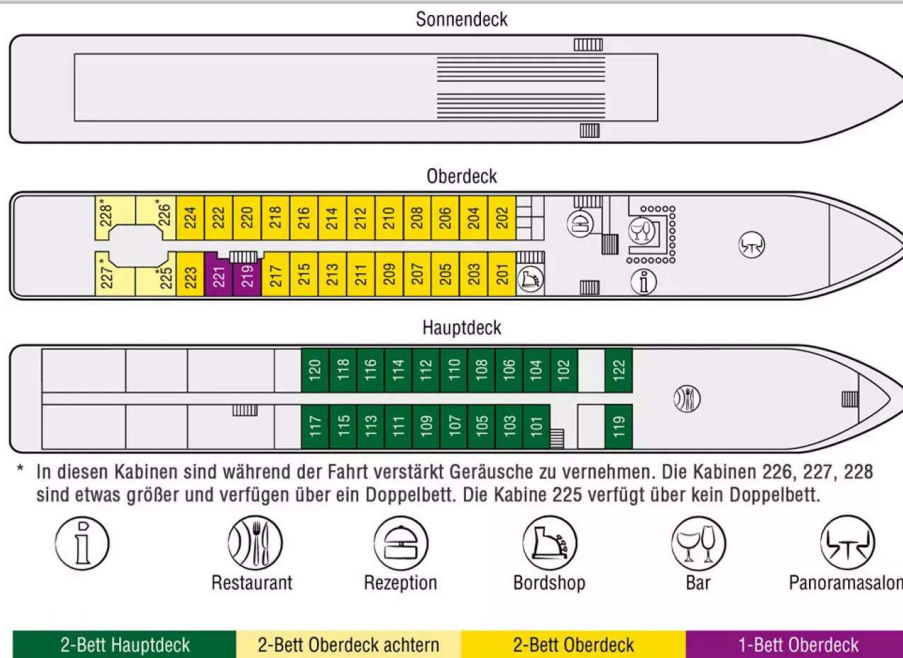 Sonnendeck
Oberdeck
228* 226* 224 222 220 218 216 214 212 210 208 206 204 202
227* 225* 223 221 219 217 215 213 211 209 207 205 203 201
i
Hauptdeck
120 118 116 114 112 110 108 106 104 102 122
117 115 113 111 109 107 105 103 101 119
* In diesen Kabinen sind während der Fahrt verstärkt Geräusche zu vernehmen. Die Kabinen 226, 227, 228
sind etwas größer und verfügen über ein Doppelbett. Die Kabine 225 verfügt über kein Doppelbett.
i
Restaurant Rezeption Bordshop Bar Panoramasalon
2-Bett Hauptdeck 2-Bett Oberdeck achtern 2-Bett Oberdeck 1-Bett Oberdeck